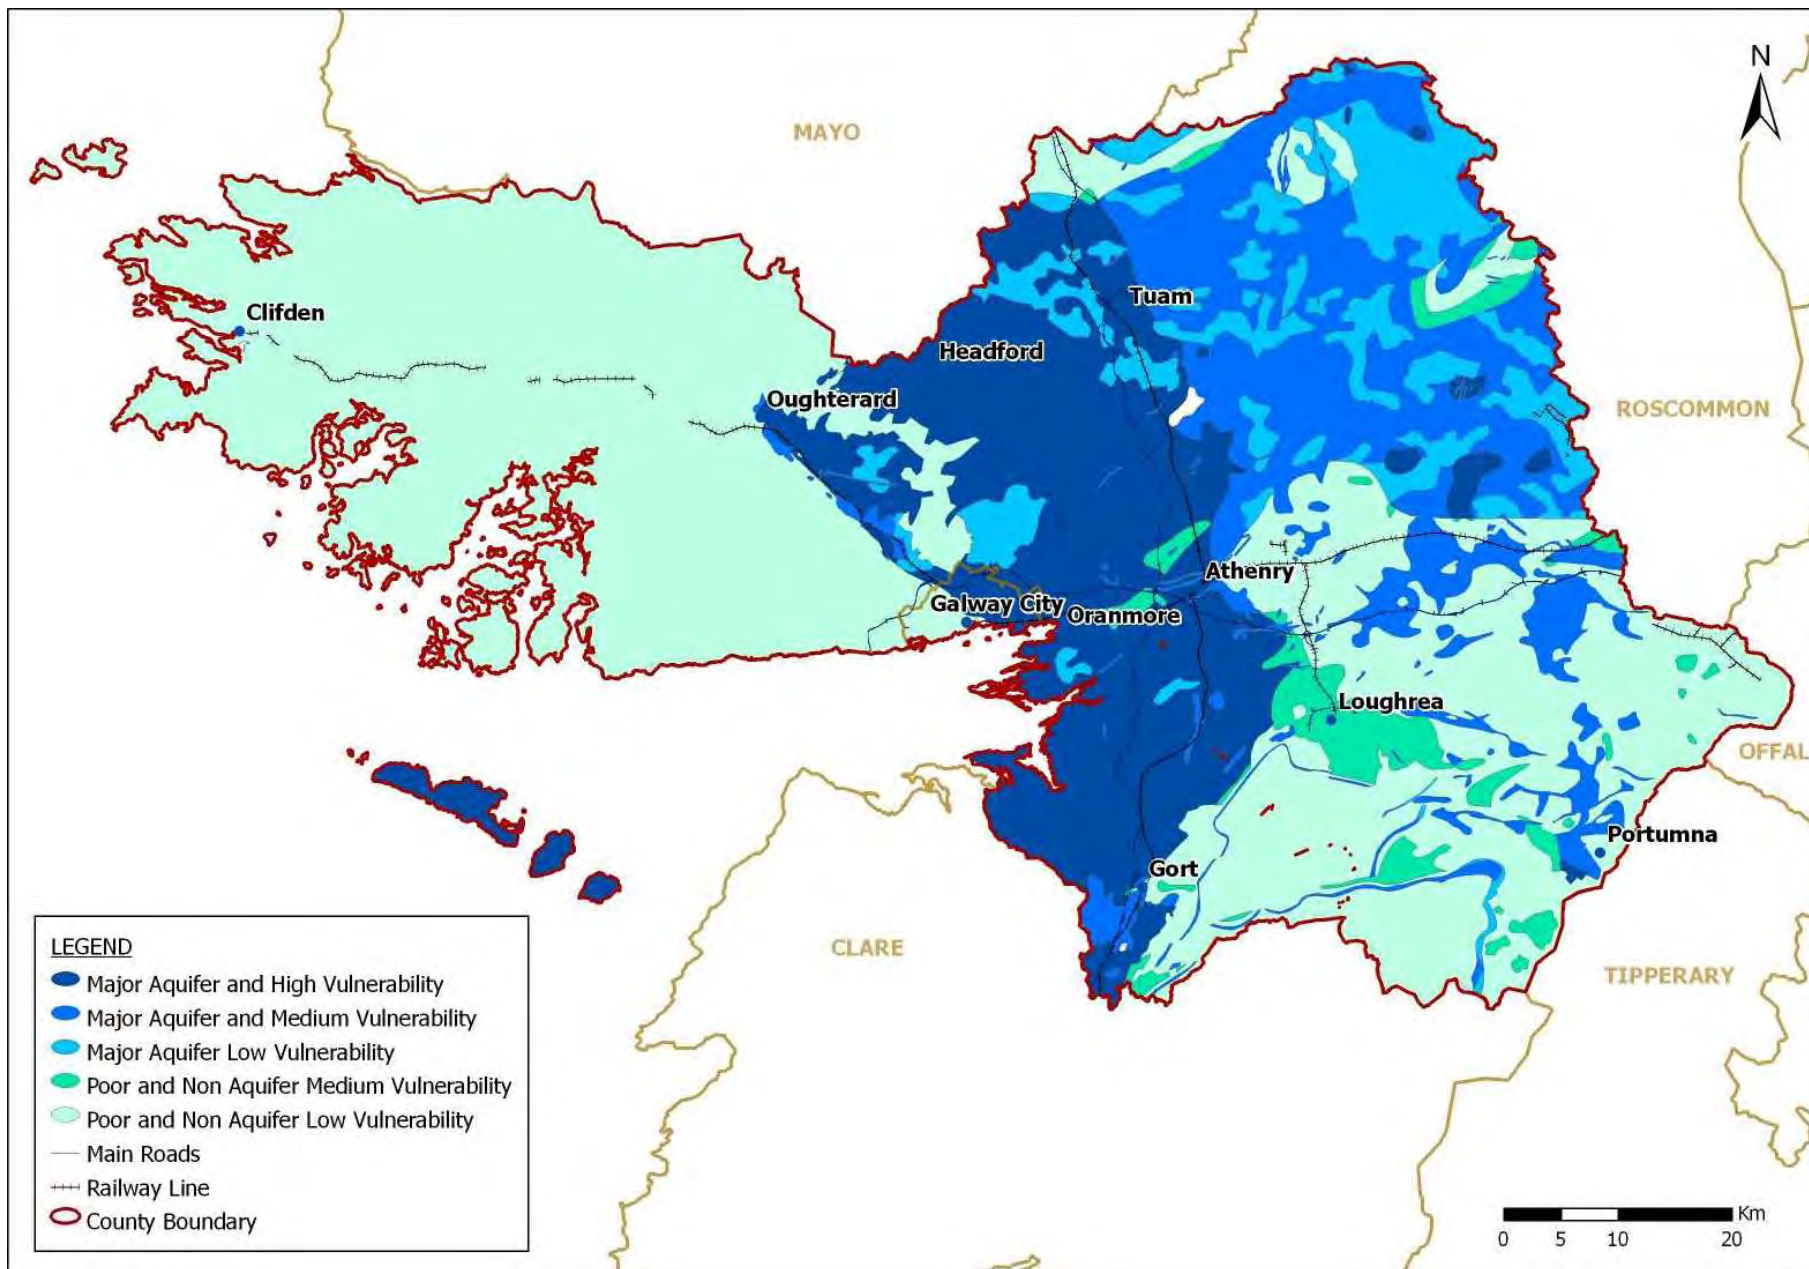 N
MAYO
Clifden
Tuam
Headford
Oughterard
ROSCOMMON
Athenry
Galway City
Oranmore
Loughrea
OFFAL
Portumna
Gort
CLARE
TIPPERARY
LEGEND
Major Aquifer and High Vulnerability
Major Aquifer and Medium Vulnerability
Major Aquifer Low Vulnerability
Poor and Non Aquifer Medium Vulnerability
Poor and Non Aquifer Low Vulnerability
Main Roads
Railway Line
County Boundary
Km
0 5 10 20